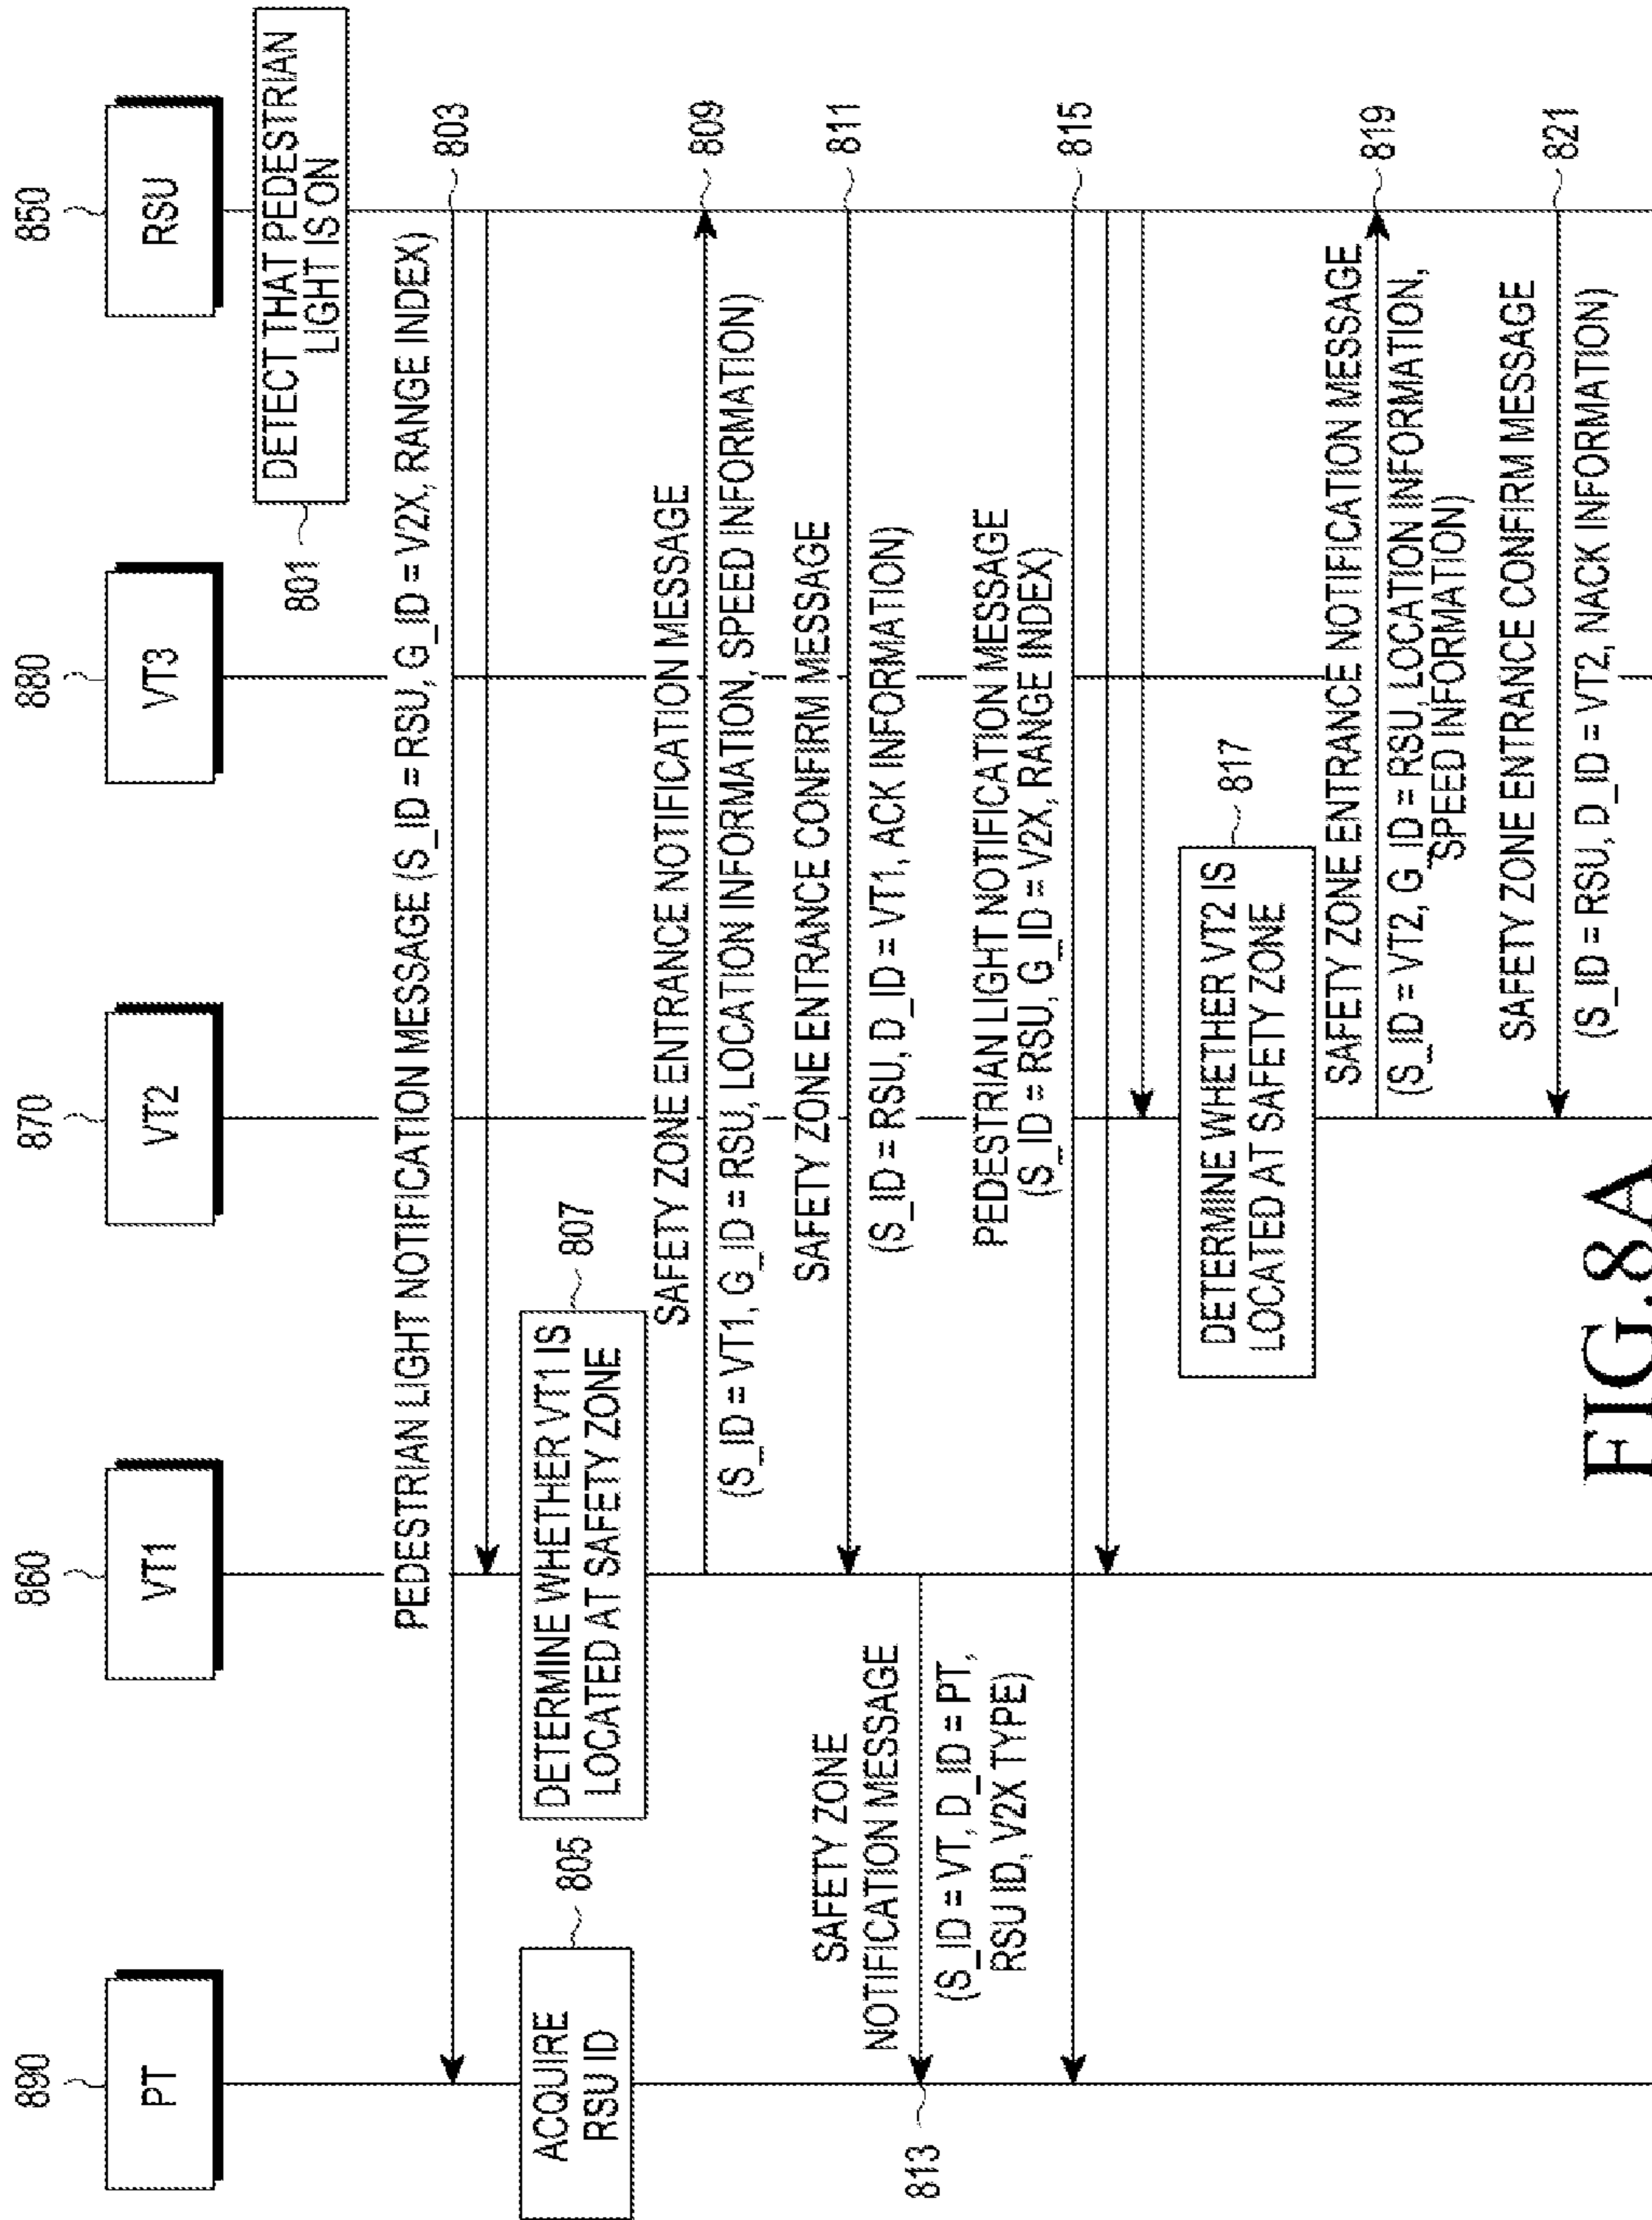 890
860
870
880
850
PT
VT1
VT2
VT3
RSU
DETECT THAT PEDESTRIAN
LIGHT IS ON
801
PEDESTRIAN LIGHT NOTIFICATION MESSAGE (S_ID = RSU, G_ID = V2X, RANGE INDEX)
803
ACQUIRE
RSU ID
805
DETERMINE WHETHER VT1 IS
LOCATED AT SAFETY ZONE
807
SAFETY ZONE ENTRANCE NOTIFICATION MESSAGE
809
(S_ID = VT1, G_ID = RSU, LOCATION INFORMATION, SPEED INFORMATION)
SAFETY ZONE ENTRANCE CONFIRM MESSAGE
811
(S_ID = RSU, D_ID = VT1, ACK INFORMATION)
SAFETY ZONE
NOTIFICATION MESSAGE
813
(S_ID = VT, D_ID = PT,
RSU ID, V2X TYPE)
PEDESTRIAN LIGHT NOTIFICATION MESSAGE
(S_ID = RSU, G_ID = V2X, RANGE INDEX)
815
DETERMINE WHETHER VT2 IS
LOCATED AT SAFETY ZONE
817
SAFETY ZONE ENTRANCE NOTIFICATION MESSAGE
819
(S_ID = VT2, G_ID = RSU, LOCATION INFORMATION,
SPEED INFORMATION)
SAFETY ZONE ENTRANCE CONFIRM MESSAGE
821
(S_ID = RSU, D_ID = VT2, NACK INFORMATION)
FIG.8A